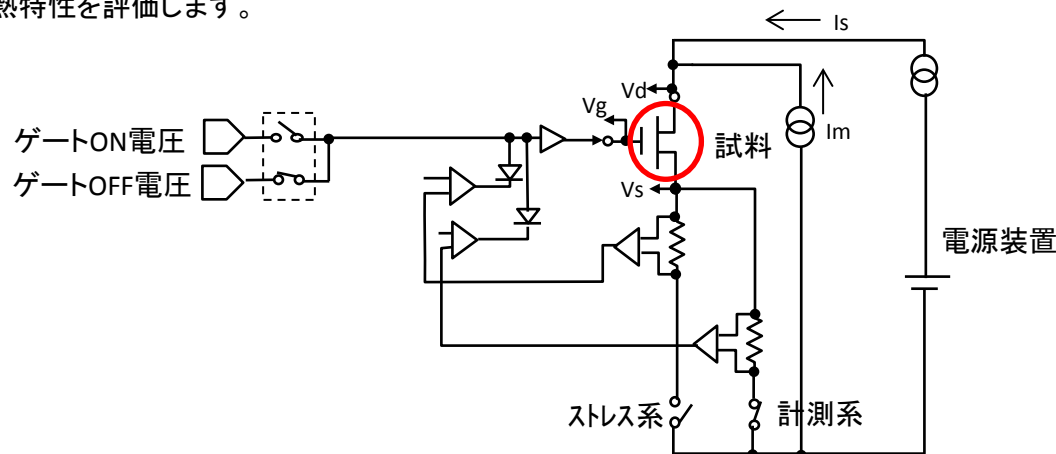 熱特性を評価します。
Is
Vd
Vg
Im
ゲートON電圧
試料
ゲートOFF電圧
Vs
電源装置
ストレス系
計測系